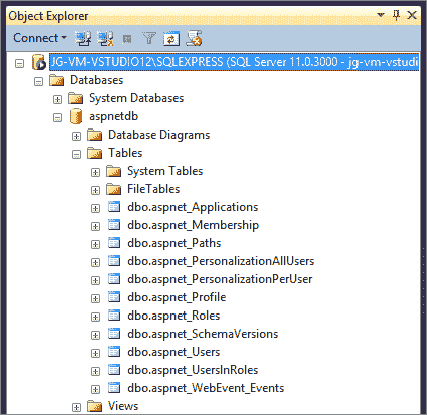 Object Explorer
Connect
JG-VM-VSTUDIO12\SQLEXPRESS (SQL Server 11.0.3000 - jg-vm-vstudi
Databases
System Databases
aspnetdb
Database Diagrams
Tables
System Tables
FileTables
dbo.aspnet_Applications
dbo.aspnet_Membership
dbo.aspnet_Paths
dbo.aspnet_PersonalizationAllUsers
dbo.aspnet_PersonalizationPerUser
dbo.aspnet_Profile
dbo.aspnet_Roles
dbo.aspnet_SchemaVersions
dbo.aspnet_Users
dbo.aspnet_UsersInRoles
dbo.aspnet_WebEvent_Events
Views